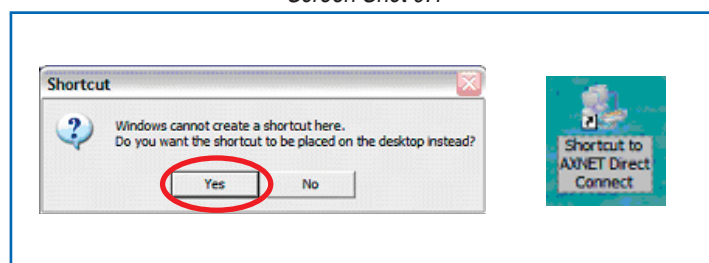 Shortcut
Windows cannot create a shortcut here.
Do you want the shortcut to be placed on the desktop instead?
Yes
No
Shortcut to
AXNET Direct
Connect